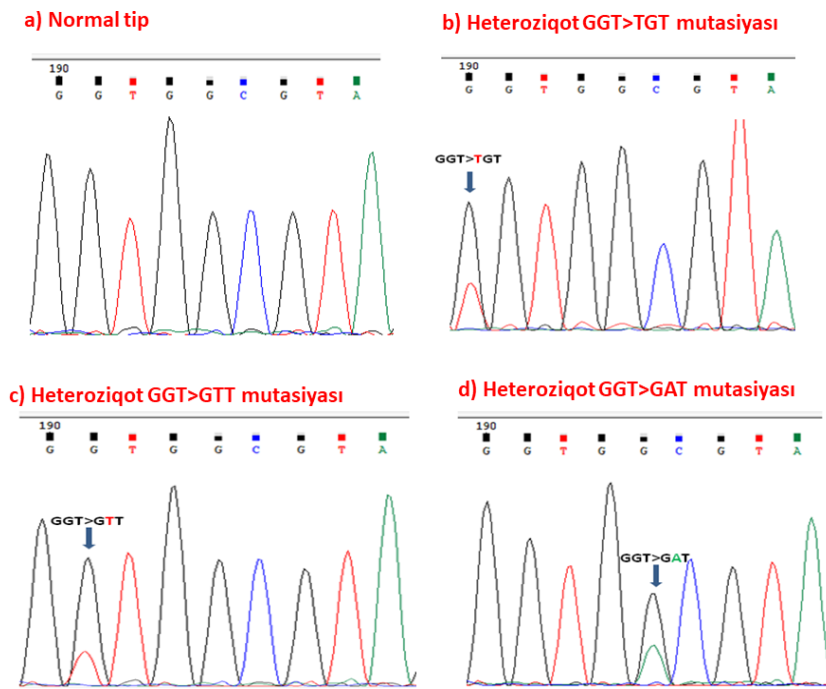 a) Normal tip
190
G G T G G C G T A
b) Heteroziqot GGT>TGT mutasiyası
190
G G T G G C G T A
GGT>TGT
c) Heteroziqot GGT>GTT mutasiyası
190
G G T G G C G T A
GGT>GTT
d) Heteroziqot GGT>GAT mutasiyası
190
G G T G G C G T A
GGT>GAT